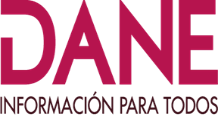 DANE
INFORMACIÓN PARA TODOS